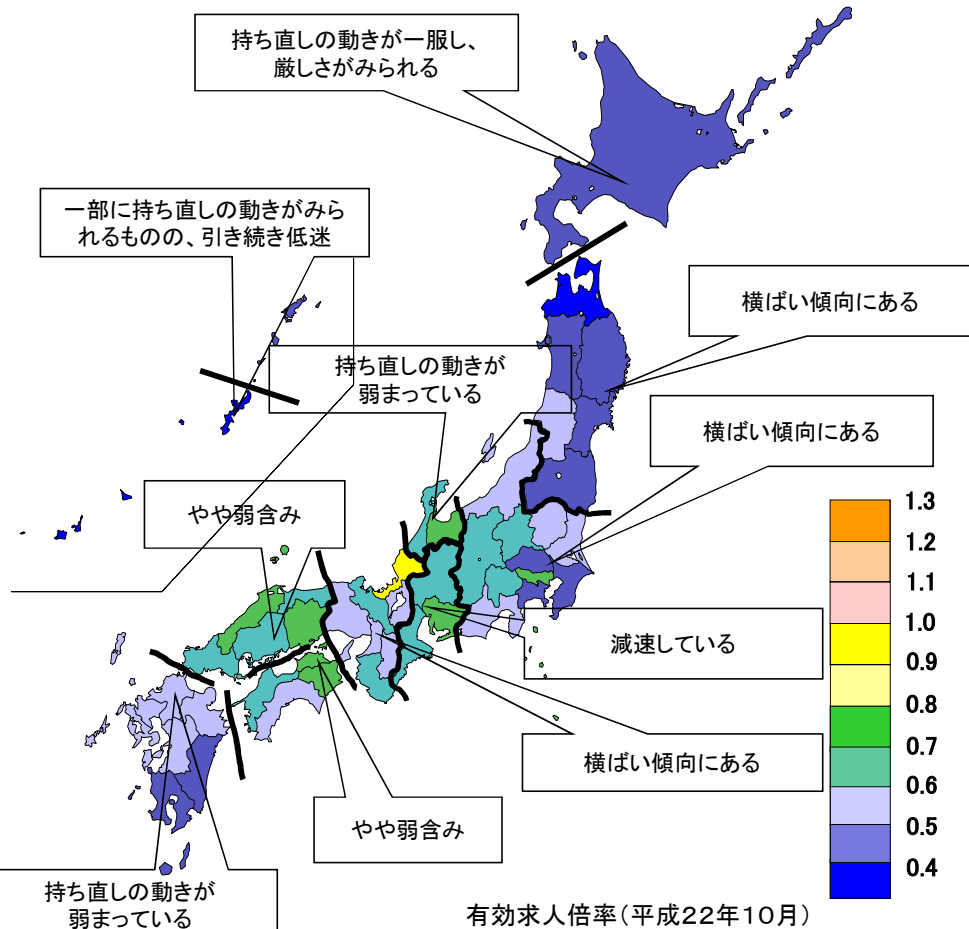 持ち直しの動きが一服し、
厳しさがみられる
一部に持ち直しの動きがみら
れるものの、引き続き低迷
横ばい傾向にある
持ち直しの動きが
弱まっている
横ばい傾向にある
やや弱含み
減速している
横ばい傾向にある
やや弱含み
持ち直しの動きが
弱まっている
1.3
1.2
1.1
1.0
0.9
0.8
0.7
0.6
0.5
0.4
有効求人倍率(平成22年10月)